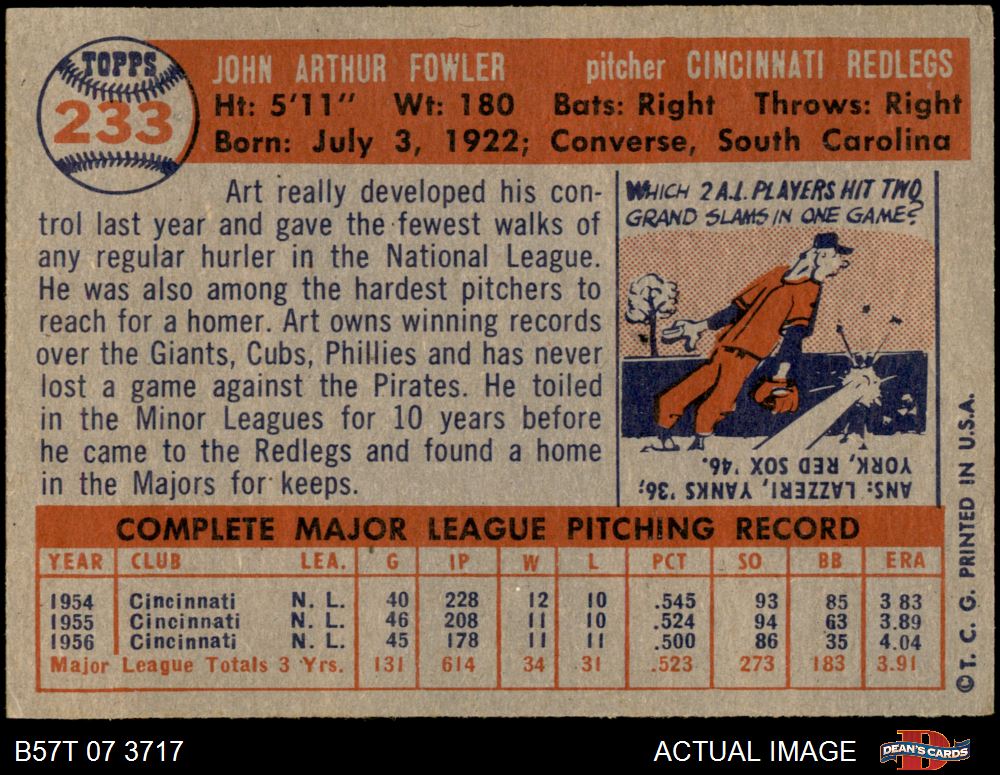 TOPPS
233
JOHN ARTHUR FOWLER pitcher CINCINNATI REDLEGS
Ht: 5'11" Wt: 180 Bats: Right Throws: Right
Born: July 3, 1922; Converse, South Carolina
Art really developed his con-
trol last year and gave the fewest walks of
any regular hurler in the National League.
He was also among the hardest pitchers to
reach for a homer. Art owns winning records
over the Giants, Cubs, Phillies and has never
lost a game against the Pirates. He toiled
in the Minor Leagues for 10 years before
he came to the Redlegs and found a home
in the Majors for keeps.
WHICH 2 A.L. PLAYERS HIT TWO
GRAND SLAMS IN ONE GAME?
ANS: LAZZERI, YANKS '36;
YORK, RED SOX '46.
COMPLETE MAJOR LEAGUE PITCHING RECORD
YEAR CLUB LEA. G IP W L PCT SO BB ERA
1954 Cincinnati N. L. 40 228 12 10 .545 93 85 3 83
1955 Cincinnati N. L. 46 208 11 10 .524 94 63 3.89
1956 Cincinnati N. L. 45 178 11 11 .500 86 35 4.04
Major League Totals 3 Yrs. 131 614 34 31 .523 273 183 3.91
©T. C. G. PRINTED IN U.S.A.
B57T 07 3717 ACTUAL IMAGE DEAN'S CARDS